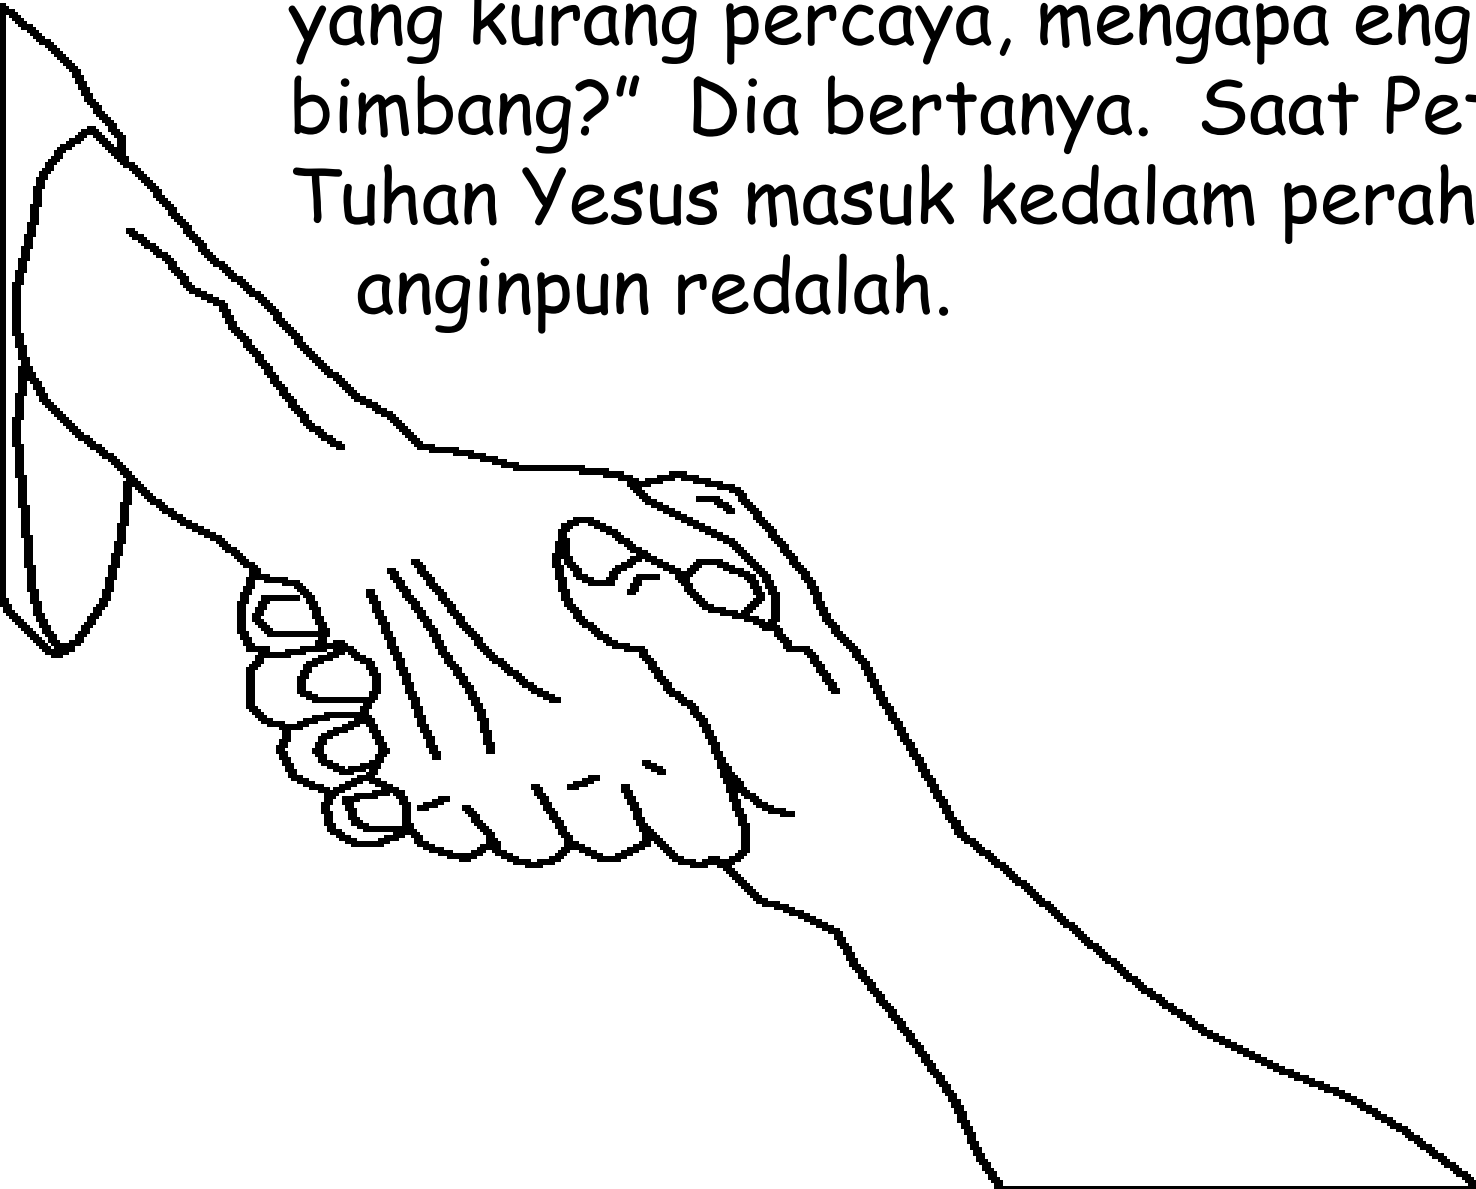 yang kurang percaya, mengapa eng
bimbang?” Dia bertanya. Saat Pe
Tuhan Yesus masuk kedalam perah
anginpun redalah.